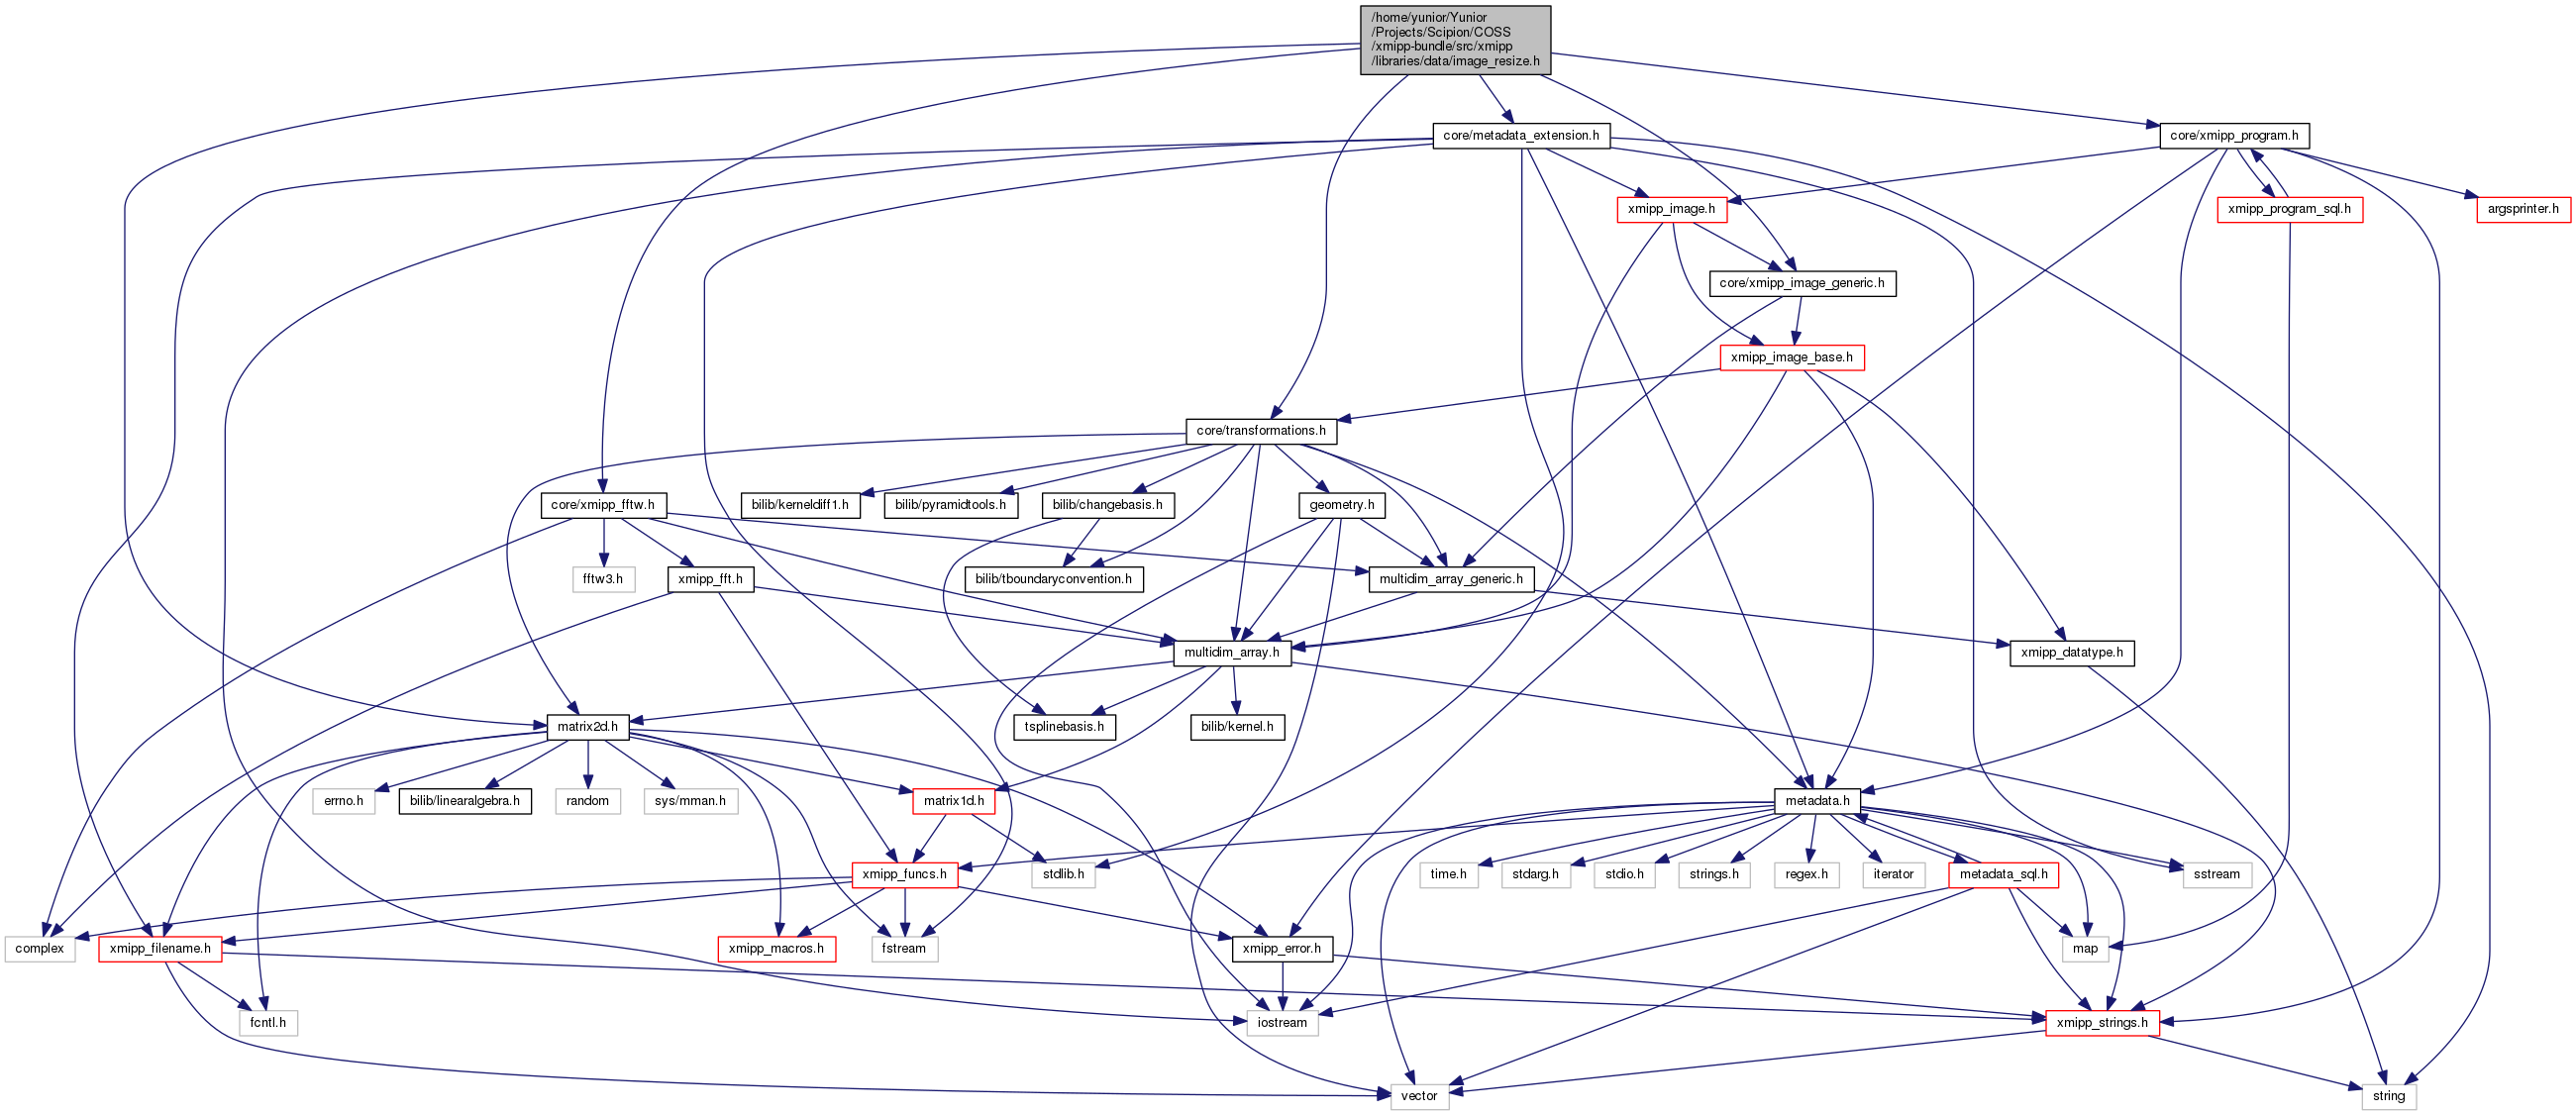 /home/yunior/Yunior
/Projects/Scipion/COSS
/xmipp-bundle/src/xmipp
/libraries/data/image_resize.h
core/metadata_extension.h
core/xmipp_program.h
xmipp_image.h
xmipp_program_sql.h
argsprinter.h
core/xmipp_image_generic.h
xmipp_image_base.h
core/transformations.h
core/xmipp_fftw.h
bilib/kerneldiff1.h
bilib/pyramidtools.h
bilib/changebasis.h
geometry.h
fftw3.h
xmipp_fft.h
bilib/tboundaryconvention.h
multidim_array_generic.h
multidim_array.h
xmipp_datatype.h
matrix2d.h
tsplinebasis.h
bilib/kernel.h
errno.h
bilib/linearalgebra.h
random
sys/mman.h
matrix1d.h
metadata.h
xmipp_funcs.h
stdlib.h
time.h
stdarg.h
stdio.h
strings.h
regex.h
iterator
metadata_sql.h
sstream
complex
xmipp_filename.h
xmipp_macros.h
fstream
xmipp_error.h
map
fcntl.h
iostream
xmipp_strings.h
vector
string